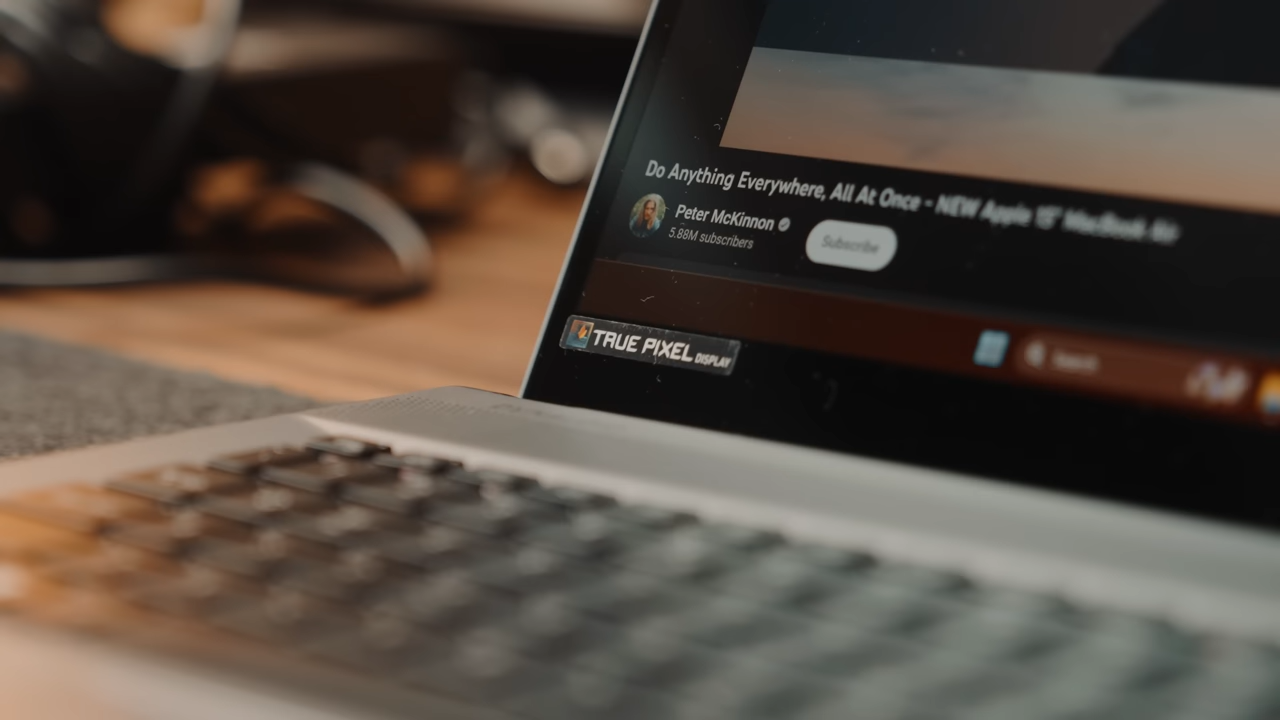 Do Anything Everywhere, All At Once - NEW Apple 15" MacBook Air
Peter McKinnon
5.88M subscribers
Subscribe
TRUE PIXEL DISPLAY
Search